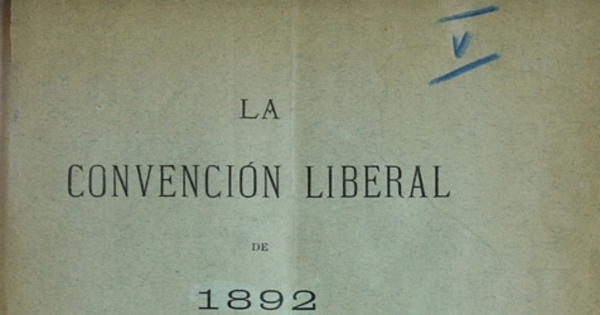 V
LA
CONVENCIÓN LIBERAL
DE
1892